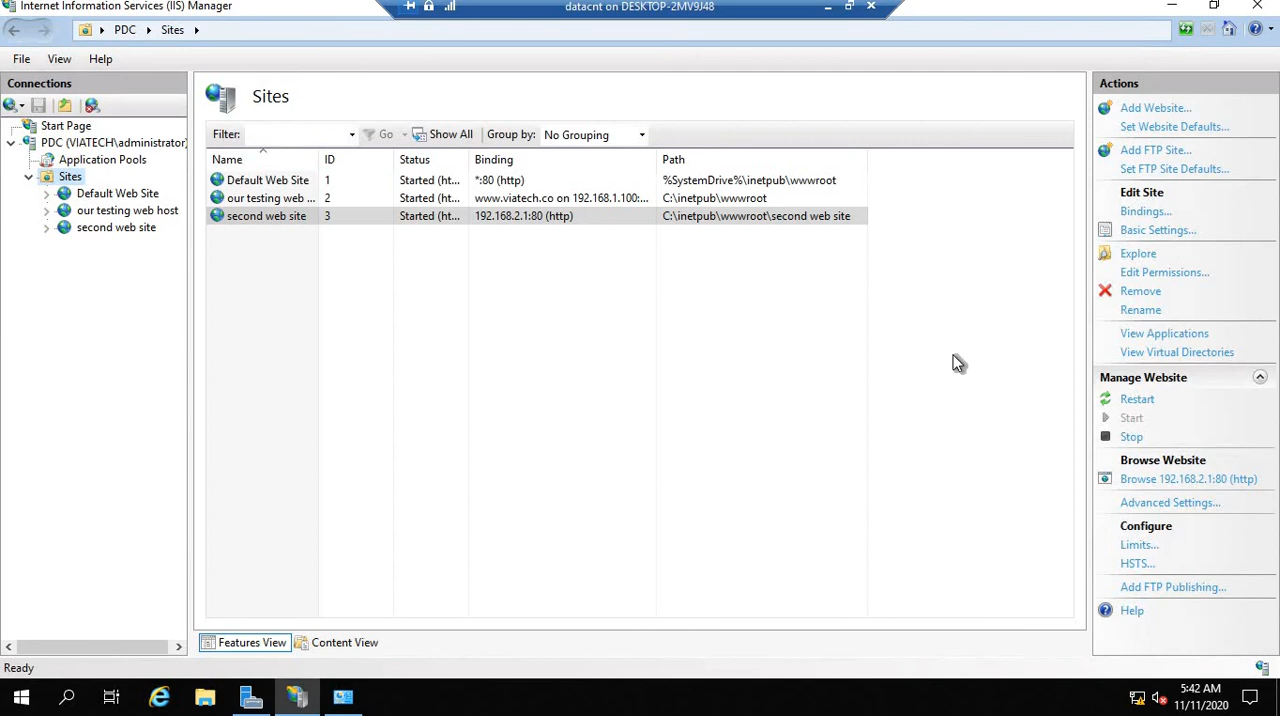 Internet Information Services (IIS) Manager
datacnt on DESKTOP-2MV9J48
PDC Sites
File View Help
Connections
Start Page
PDC (VIATECH\administrator)
Application Pools
Sites
Default Web Site
our testing web host
second web site
Sites
Filter: Go Show All Group by: No Grouping
Name ID Status Binding Path
Default Web Site 1 Started (ht... *:80 (http) %SystemDrive%\inetpub\wwwroot
our testing web ... 2 Started (ht... www.viatech.co on 192.168.1.100:... C:\inetpub\wwwroot
second web site 3 Started (ht... 192.168.2.1:80 (http) C:\inetpub\wwwroot\second web site
Features View Content View
Actions
Add Website...
Set Website Defaults...
Add FTP Site...
Set FTP Site Defaults...
Edit Site
Bindings...
Basic Settings...
Explore
Edit Permissions...
Remove
Rename
View Applications
View Virtual Directories
Manage Website
Restart
Start
Stop
Browse Website
Browse 192.168.2.1:80 (http)
Advanced Settings...
Configure
Limits...
HSTS...
Add FTP Publishing...
Help
Ready
5:42 AM
11/11/2020